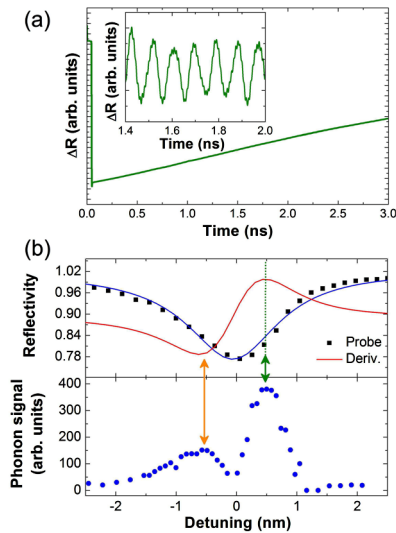 (a)
ΔR (arb. units)
ΔR (arb. units)
1.4 1.6 1.8 2.0
Time (ns)
0.0 0.5 1.0 1.5 2.0 2.5 3.0
Time (ns)
(b)
Reflectivity
1.02
0.96
0.90
0.84
0.78
Probe
Deriv.
Phonon signal
(arb. units)
400
300
200
100
0
-2 -1 0 1 2
Detuning (nm)